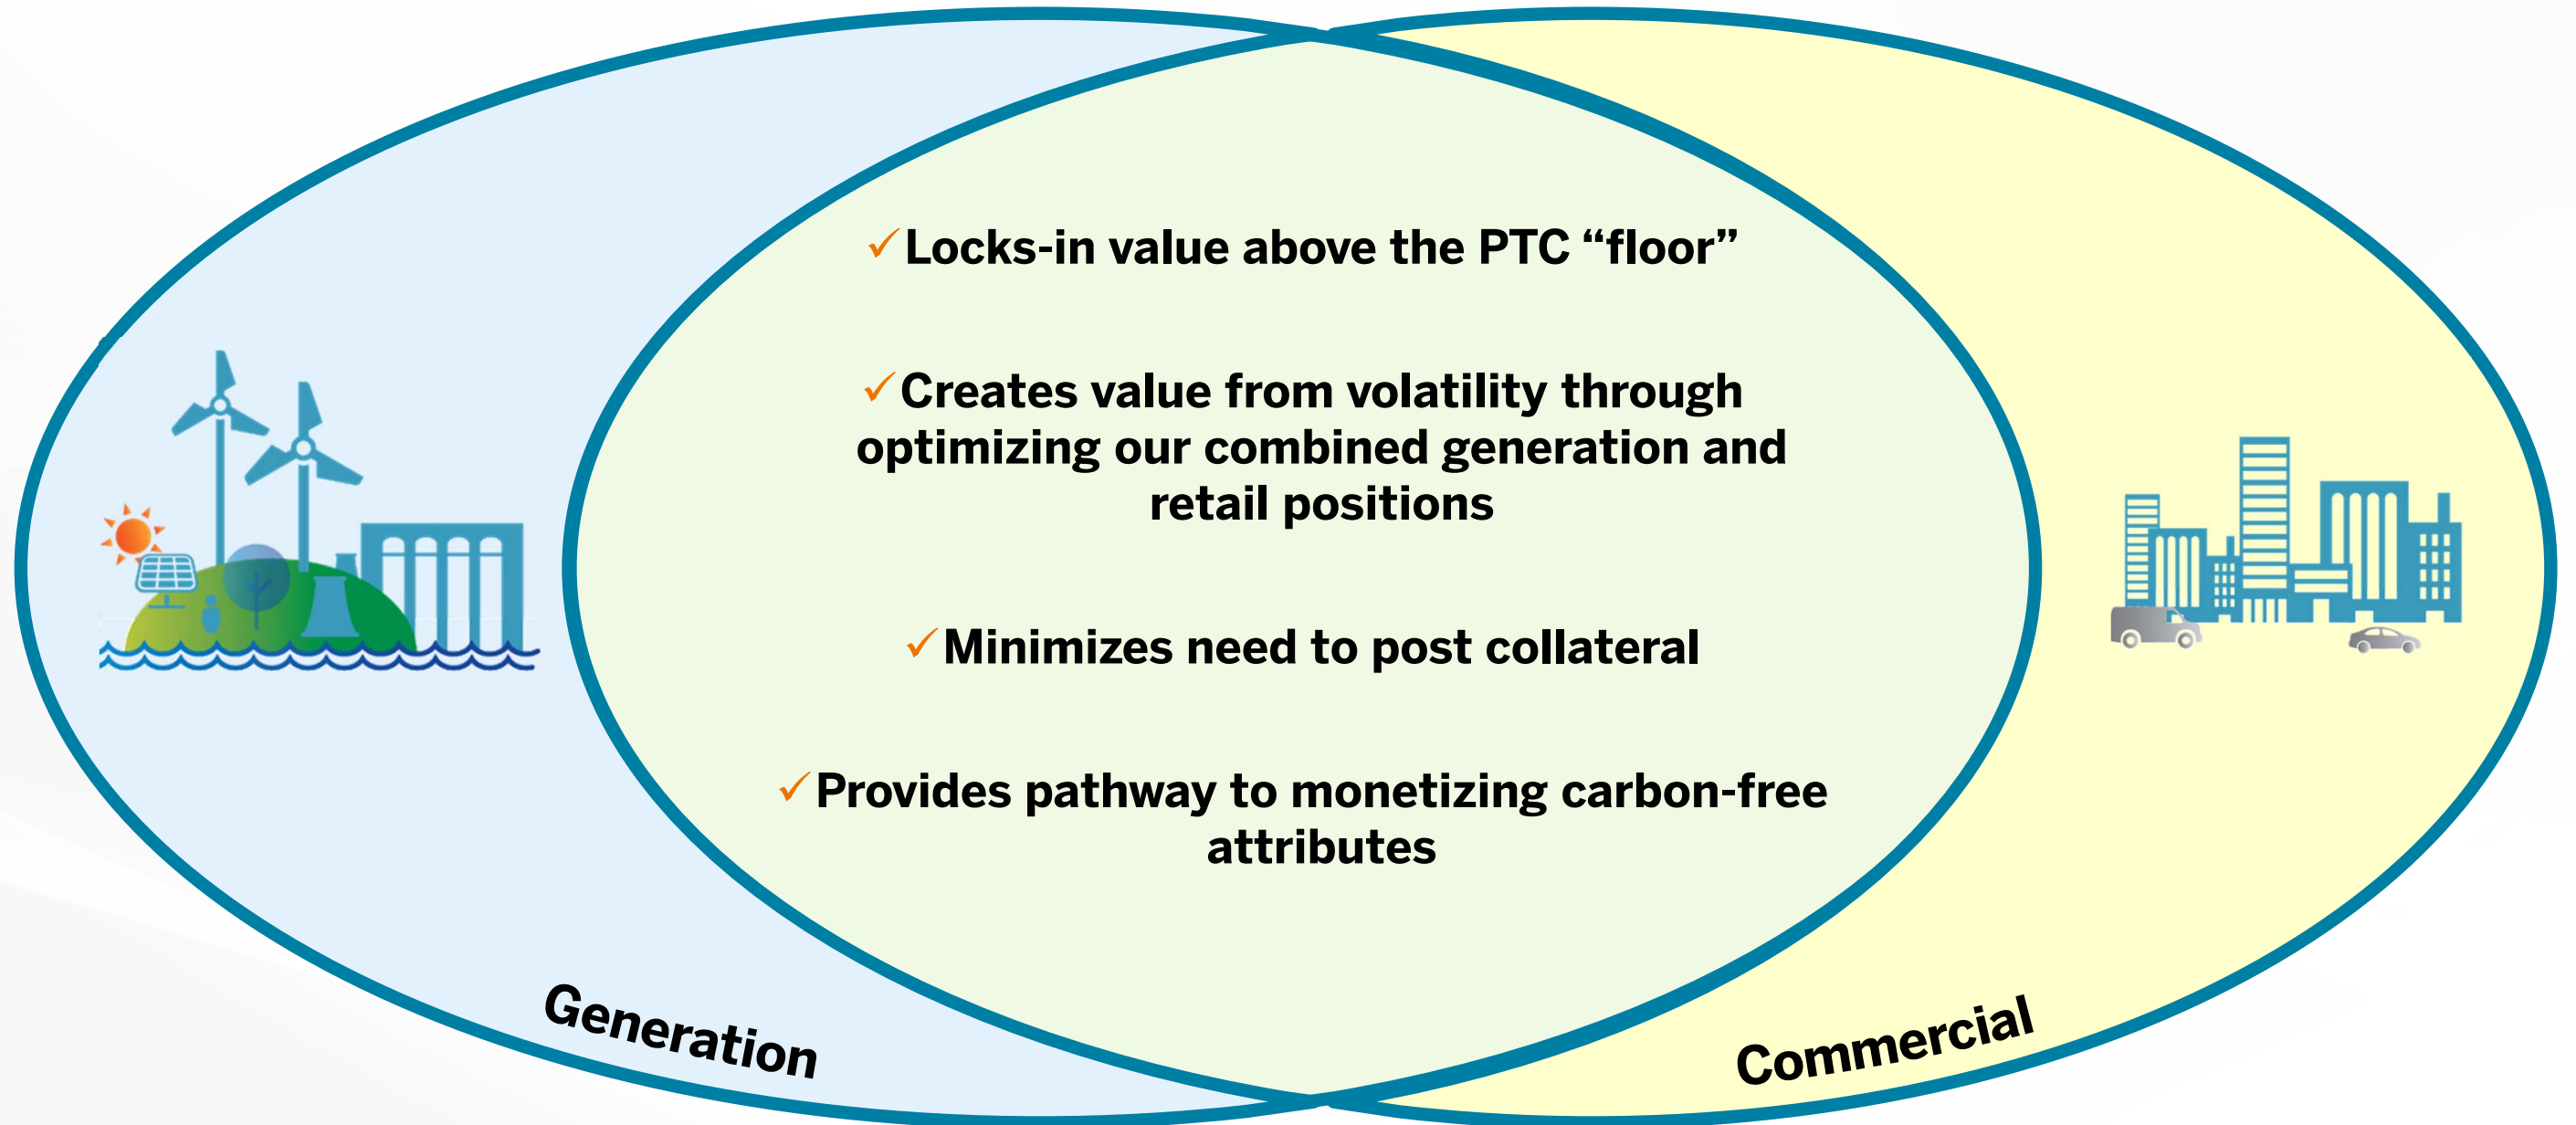 ✓Locks-in value above the PTC “floor”
✓Creates value from volatility through
optimizing our combined generation and
retail positions
✓Minimizes need to post collateral
✓Provides pathway to monetizing carbon-free
attributes
Generation
Commercial